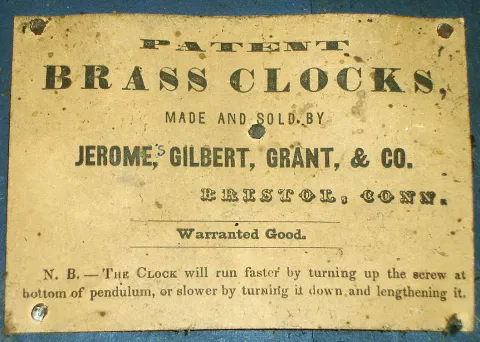 PATENT
BRASS CLOCKS,
MADE AND SOLD BY
JEROME,S GILBERT, GRANT, & CO.
BRISTOL, CONN.
Warranted Good.
N. B. — THE CLOCK will run faster by turning up the screw at
bottom of pendulum, or slower by turning it down and lengthening it.